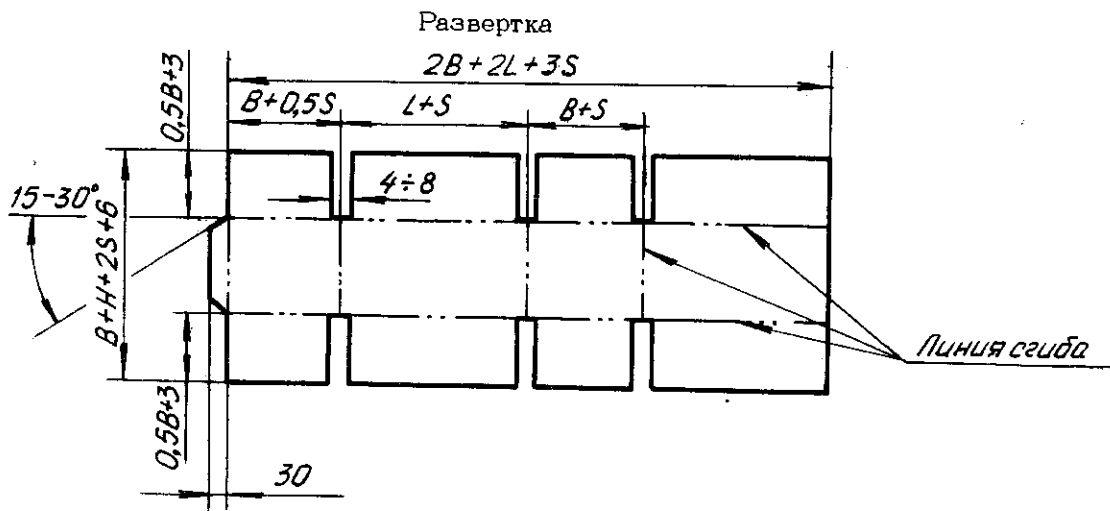 Развертка
2B+2L+3S
0,5B+3
B+0,5S
L+S
B+S
4÷8
15-30°
B+H+2S+6
Линия сгиба
0,5B+3
30